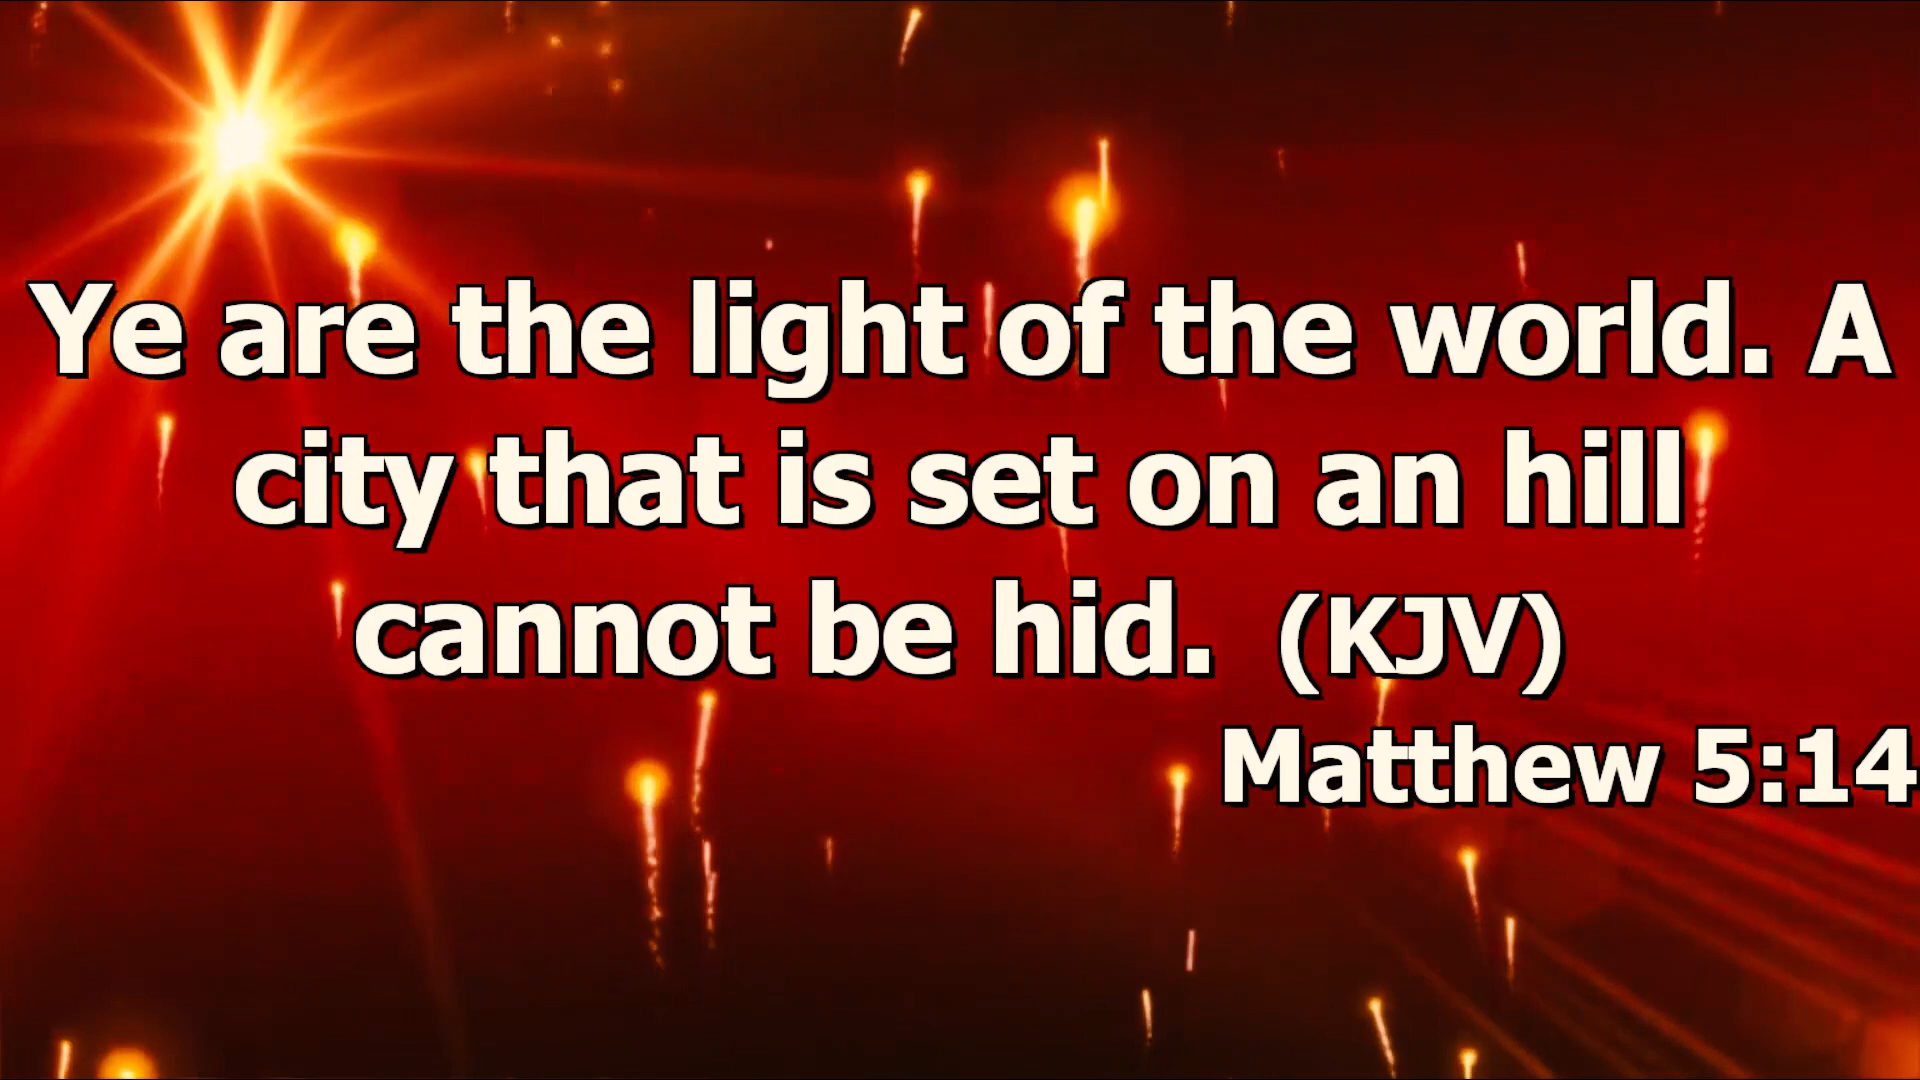 Ye are the light of the world. A
city that is set on an hill
cannot be hid. (KJV)
Matthew 5:14